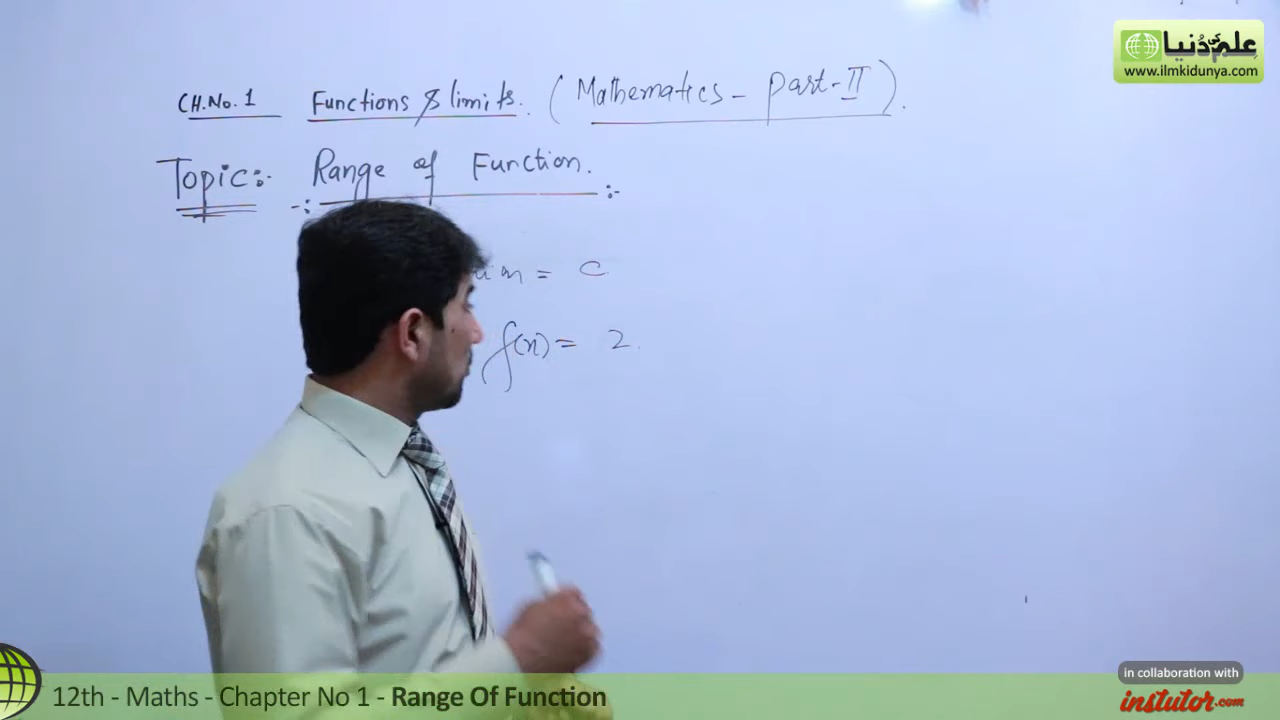 علم کی دُنیا
www.ilmkidunya.com
CH.No.1 Functions & limits. (Mathematics - Part-II).
Topic:- Range of Function.
= C
f(x) = 2.
12th - Maths - Chapter No 1 - Range Of Function
in collaboration with
instutor.com